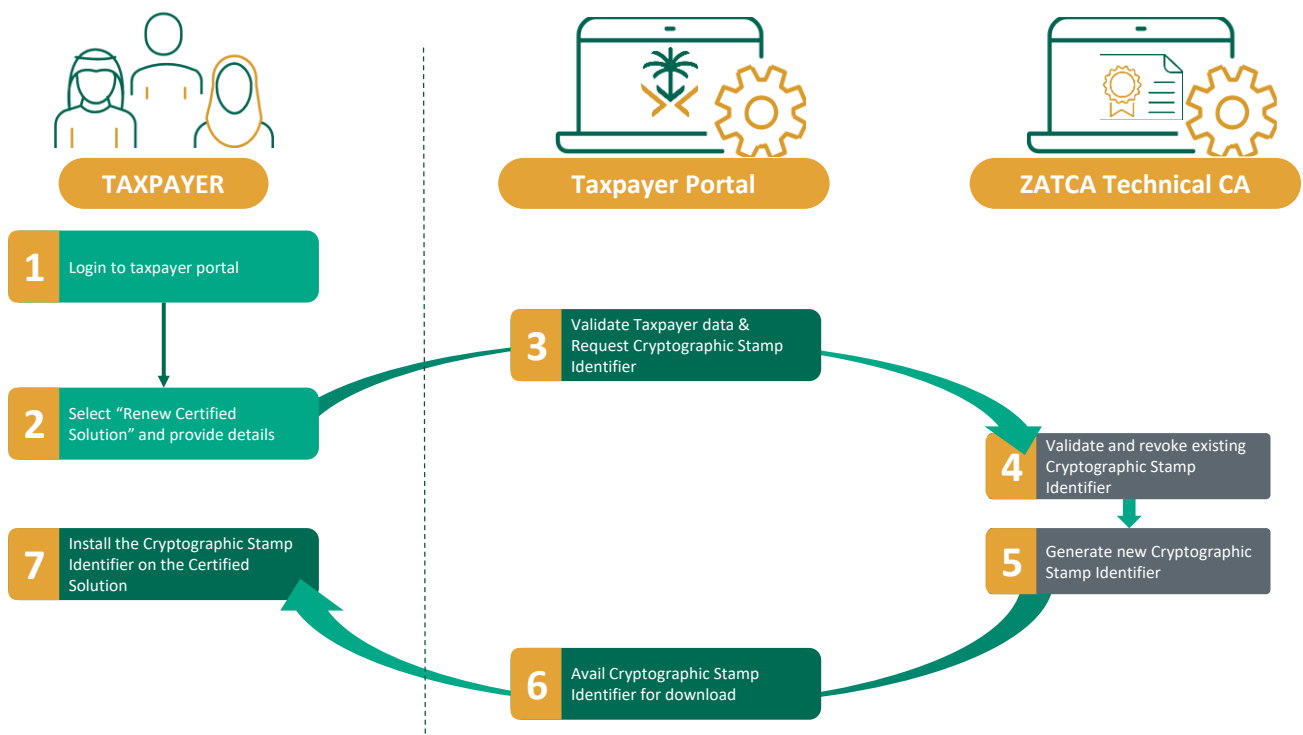 TAXPAYER
Taxpayer Portal
ZATCA Technical CA
1
Login to taxpayer portal
2
Select “Renew Certified
Solution” and provide details
3
Validate Taxpayer data &
Request Cryptographic Stamp
Identifier
4
Validate and revoke existing
Cryptographic Stamp
Identifier
5
Generate new Cryptographic
Stamp Identifier
6
Avail Cryptographic Stamp
Identifier for download
7
Install the Cryptographic Stamp
Identifier on the Certified
Solution